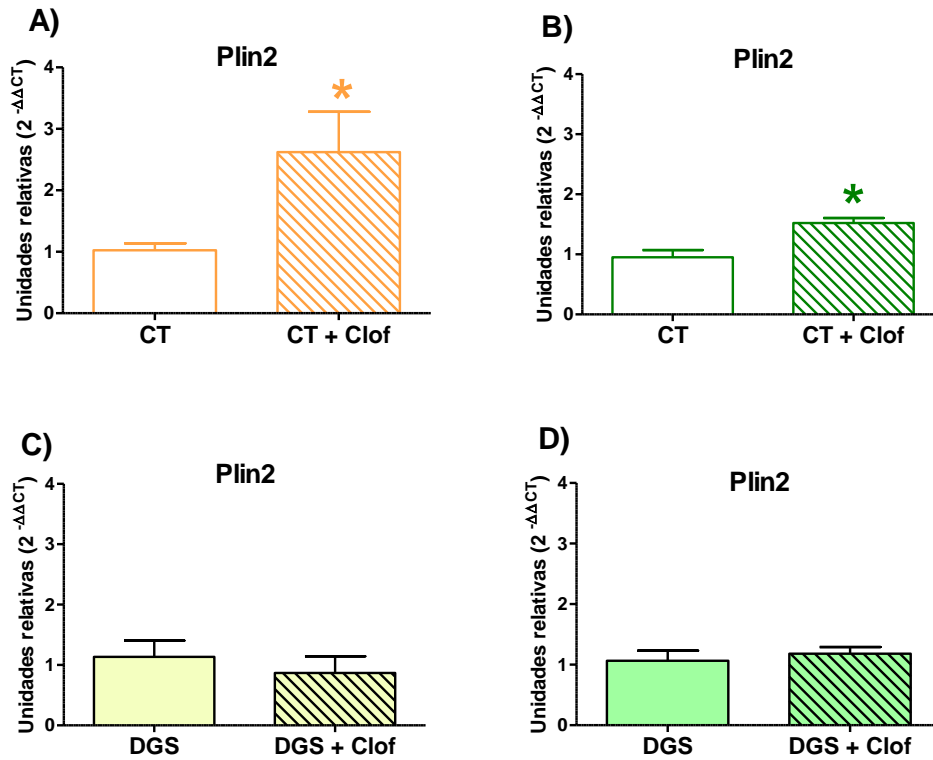 A)
Plin2
Unidades relativas (2 -ΔΔCT)
4
3
2
1
0
*
CT
CT + Clof
B)
Plin2
Unidades relativas (2 -ΔΔCT)
4
3
2
1
0
*
CT
CT + Clof
C)
Plin2
Unidades relativas (2 -ΔΔCT)
4
3
2
1
0
DGS
DGS + Clof
D)
Plin2
Unidades relativas (2 -ΔΔCT)
4
3
2
1
0
DGS
DGS + Clof